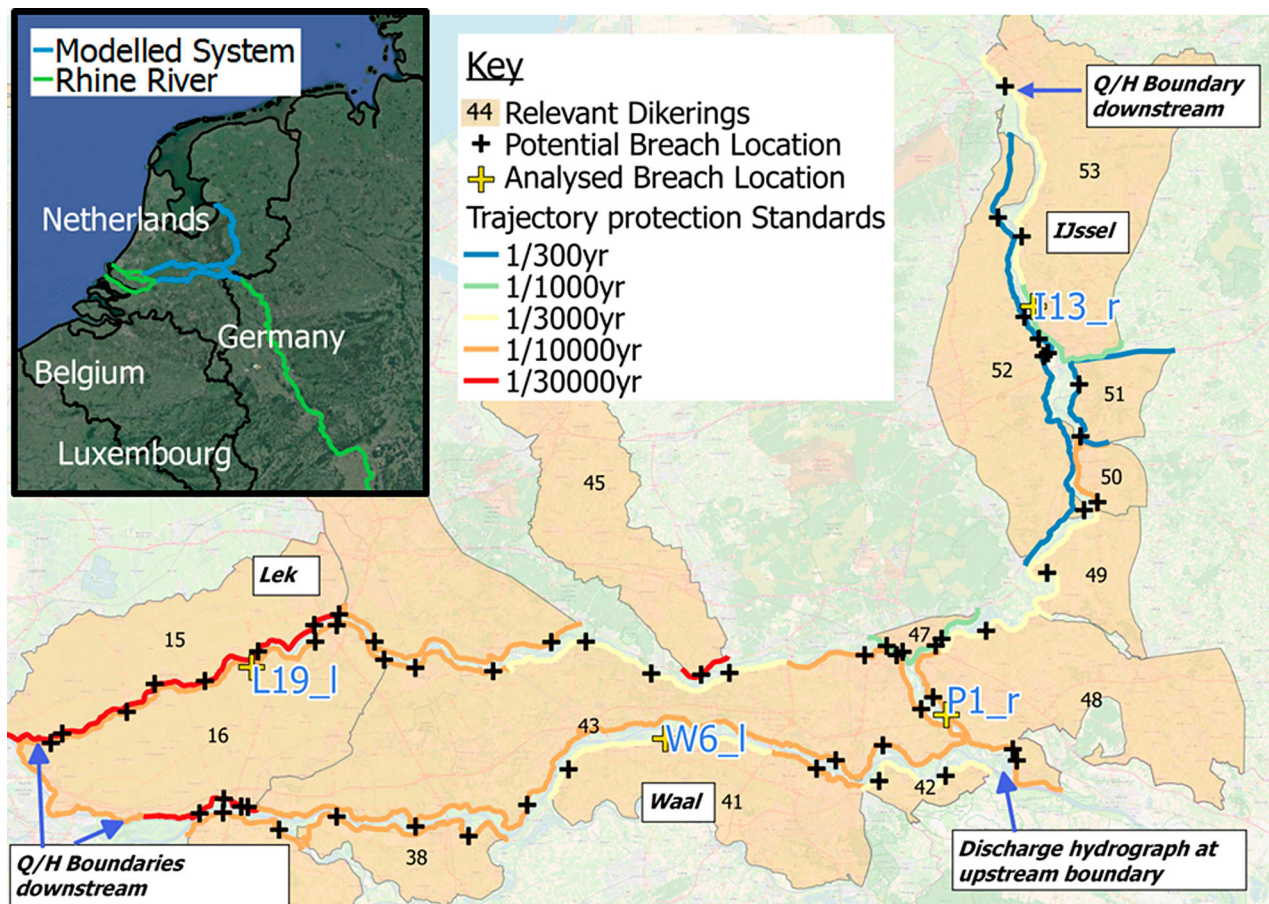 Modelled System
Rhine River
Netherlands
Germany
Belgium
Luxembourg
Key
44 Relevant Dikerings
Potential Breach Location
Analysed Breach Location
Trajectory protection Standards
1/300yr
1/1000yr
1/3000yr
1/10000yr
1/30000yr
Q/H Boundary
downstream
53
IJssel
I13_r
52
51
50
49
45
Lek
15
L19_l
16
47
48
P1_r
43
W6_l
42
Waal
41
38
Q/H Boundaries
downstream
Discharge hydrograph at
upstream boundary